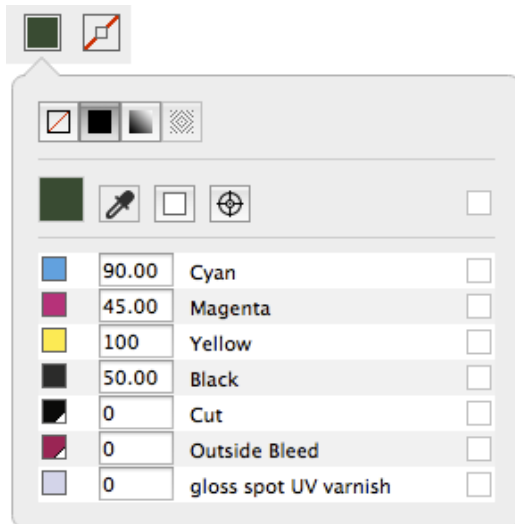 90.00 Cyan
45.00 Magenta
100 Yellow
50.00 Black
0 Cut
0 Outside Bleed
0 gloss spot UV varnish